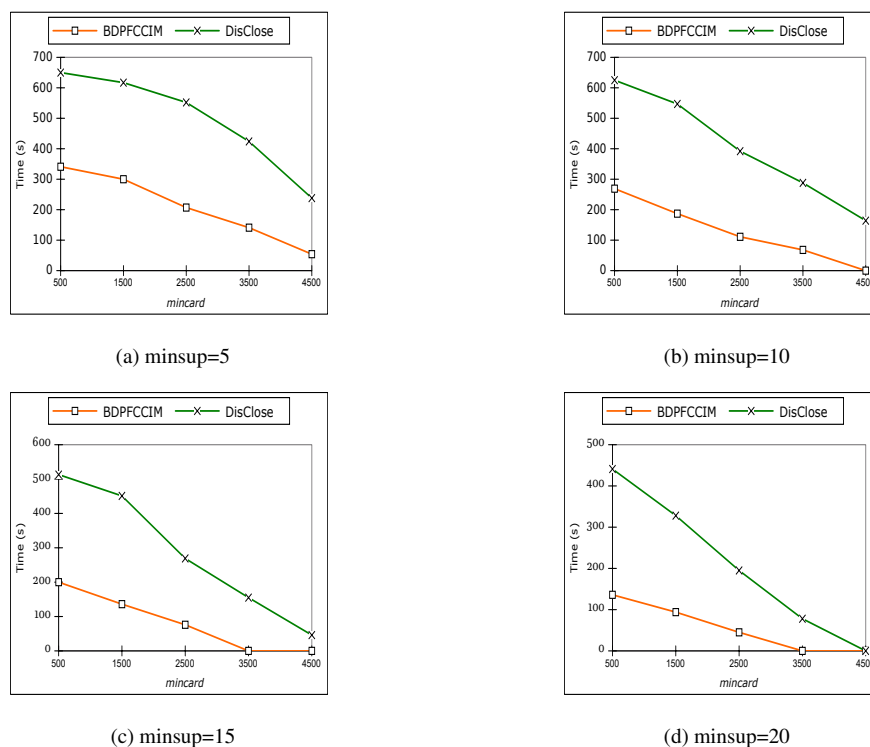 BDPFCCIM DisClose
700
600
500
400
300
200
100
0
Time (s)
500 1500 2500 3500 4500
mincard
(a) minsup=5
BDPFCCIM DisClose
700
600
500
400
300
200
100
0
Time (s)
500 1500 2500 3500 4500
mincard
(b) minsup=10
BDPFCCIM DisClose
600
500
400
300
200
100
0
Time (s)
500 1500 2500 3500 4500
mincard
(c) minsup=15
BDPFCCIM DisClose
500
400
300
200
100
0
Time (s)
500 1500 2500 3500 4500
mincard
(d) minsup=20